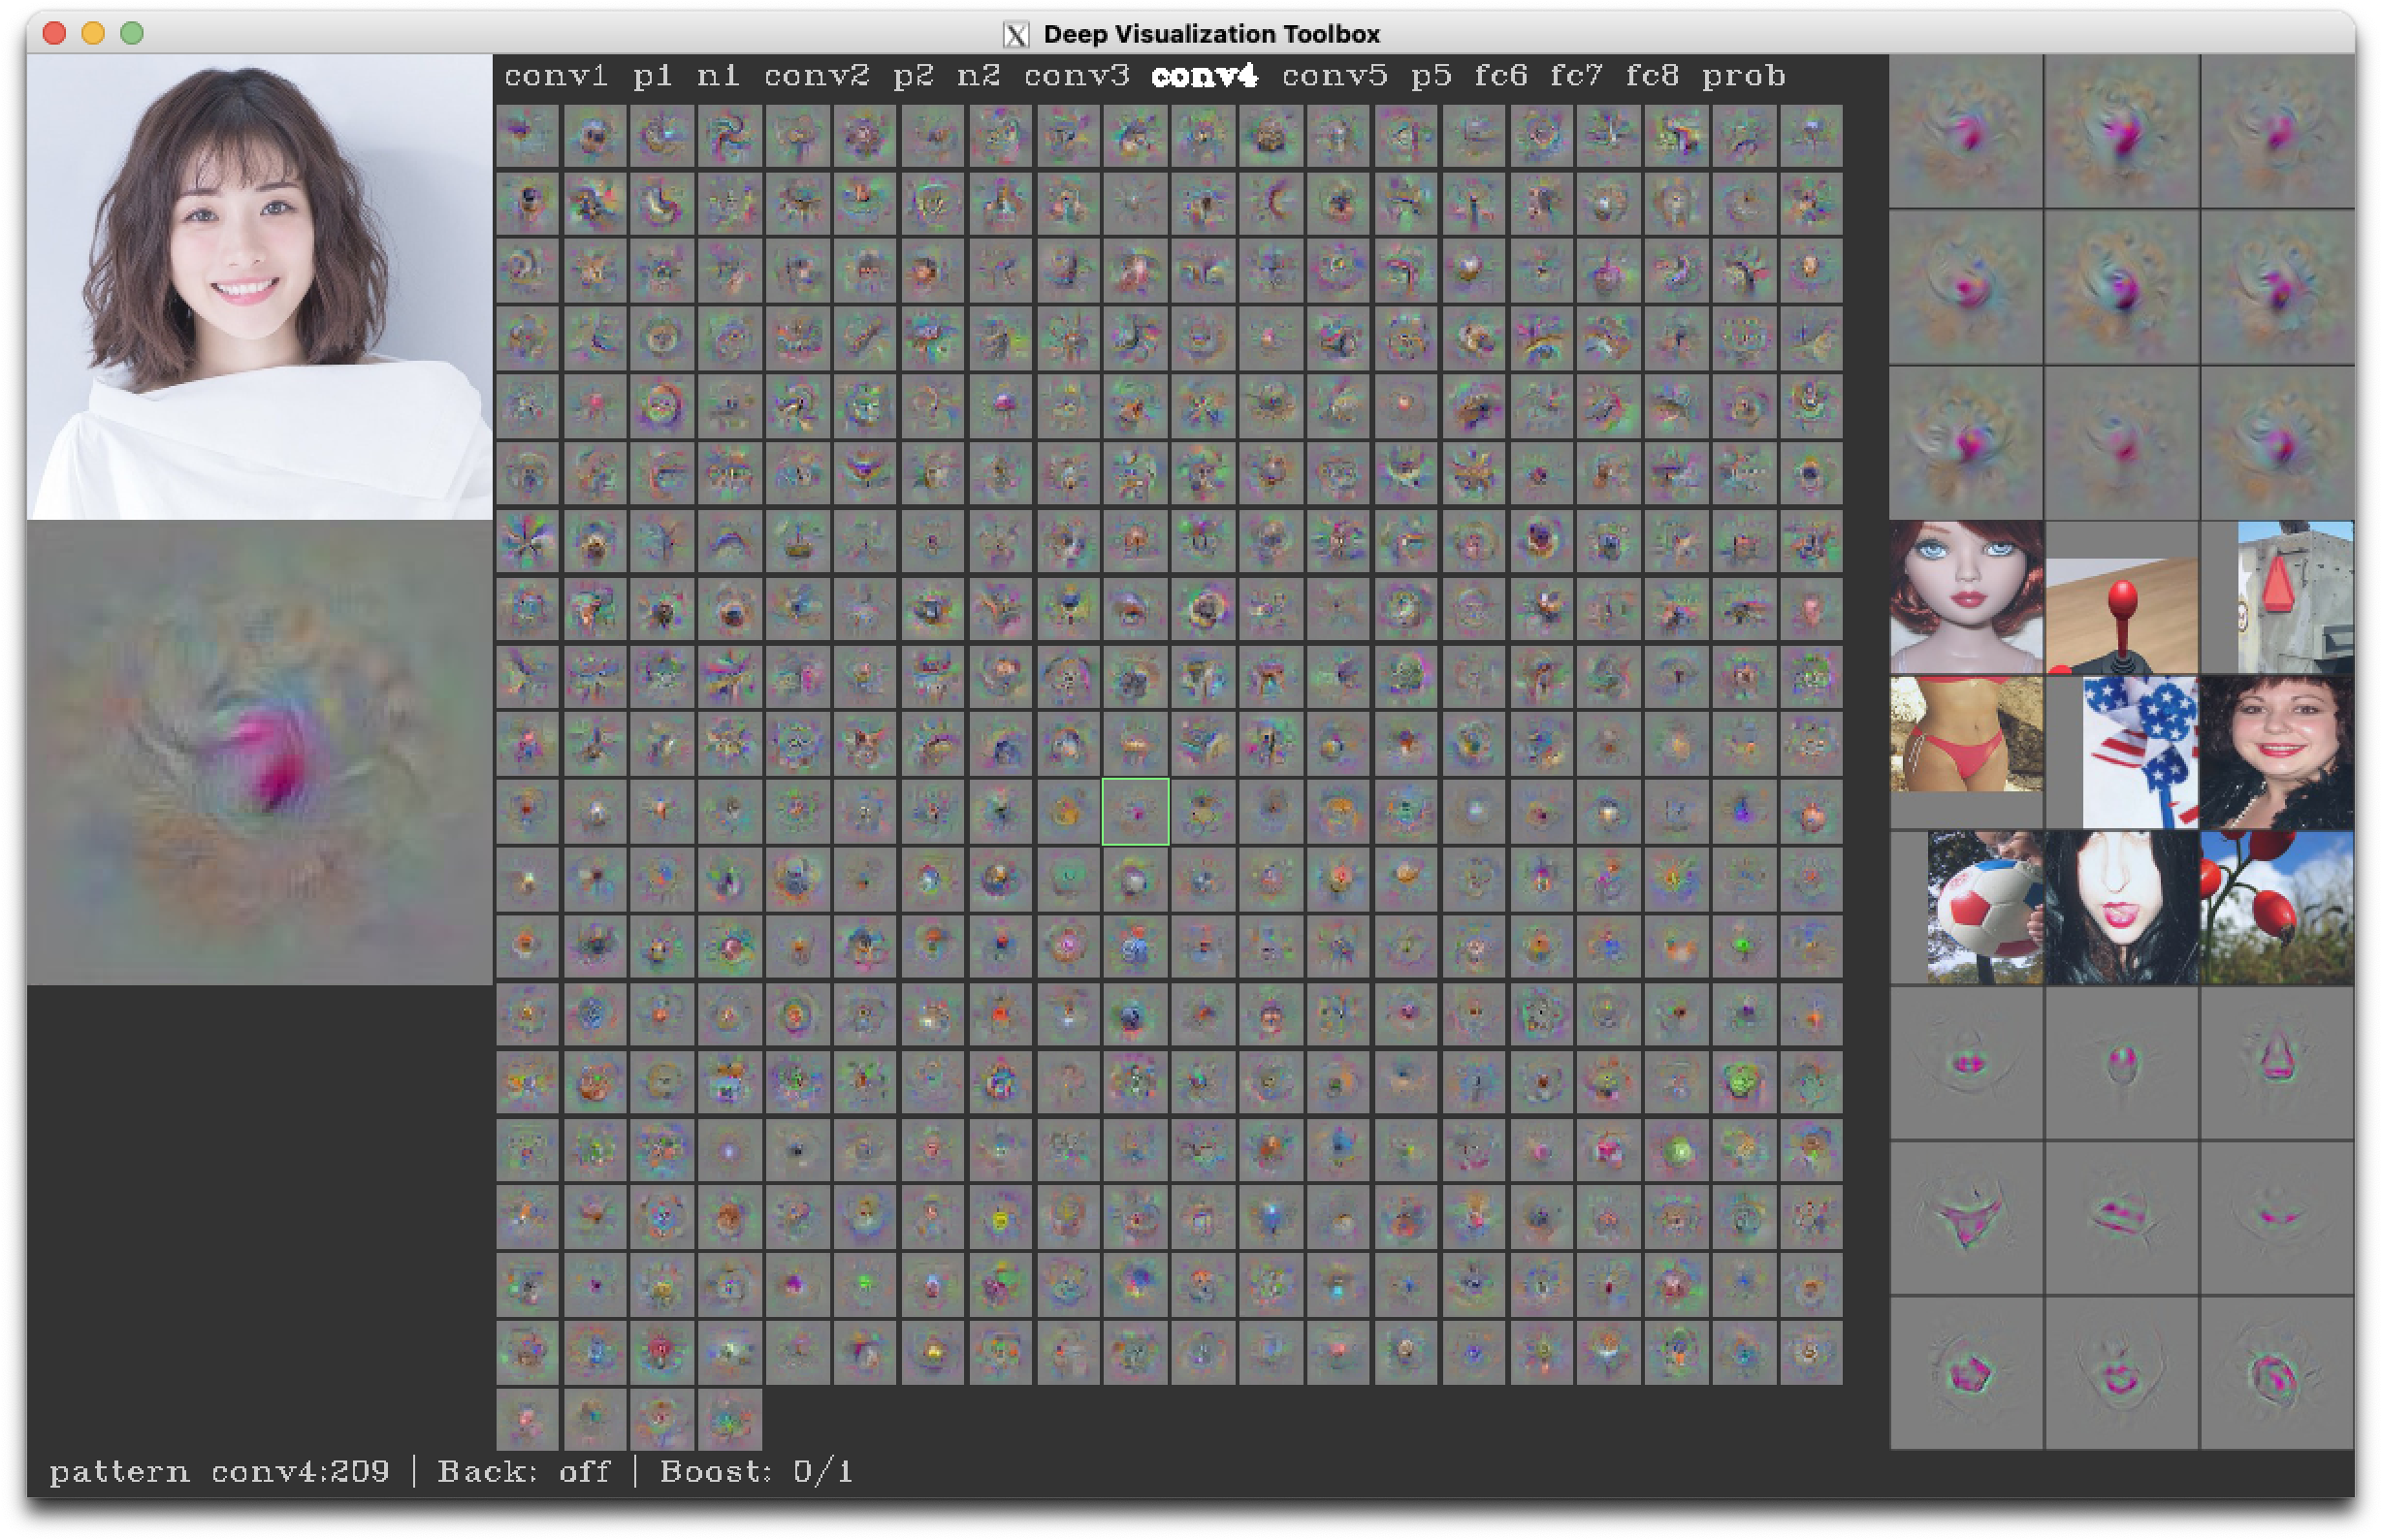 Deep Visualization Toolbox
conv1 p1 n1 conv2 p2 n2 conv3 conv4 conv5 p5 fc6 fc7 fc8 prob
pattern conv4:209 | Back: off | Boost: 0/1